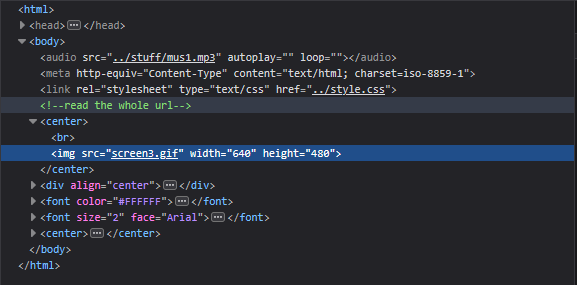 <html>
<head> ••• </head>
<body>
<audio src="../stuff/mus1.mp3" autoplay="" loop=""></audio>
<meta http-equiv="Content-Type" content="text/html; charset=iso-8859-1">
<link rel="stylesheet" type="text/css" href="../style.css">
<!--read the whole url-->
<center>
<br>
<img src="screen3.gif" width="640" height="480">
</center>
<div align="center"> ••• </div>
<font color="#FFFFFF"> ••• </font>
<font size="2" face="Arial"> ••• </font>
<center> ••• </center>
</body>
</html>